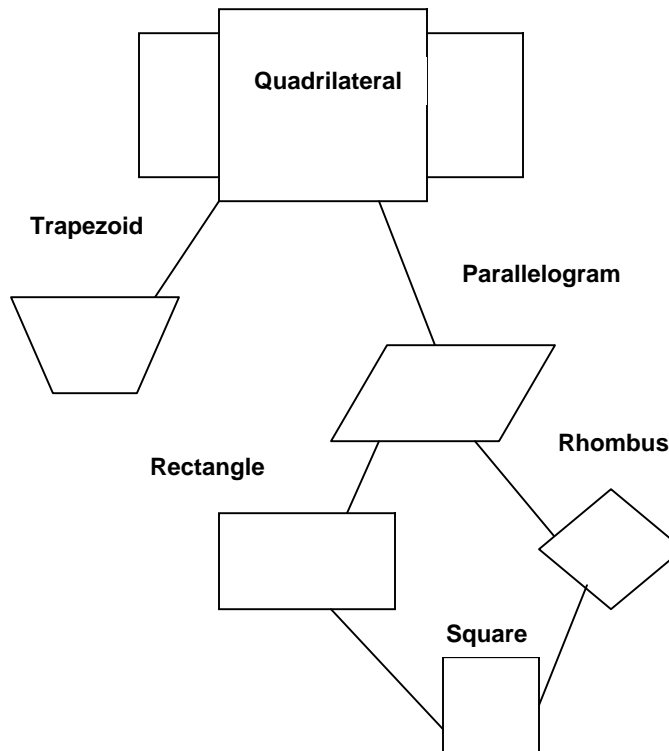 Quadrilateral
Trapezoid
Parallelogram
Rhombus
Rectangle
Square